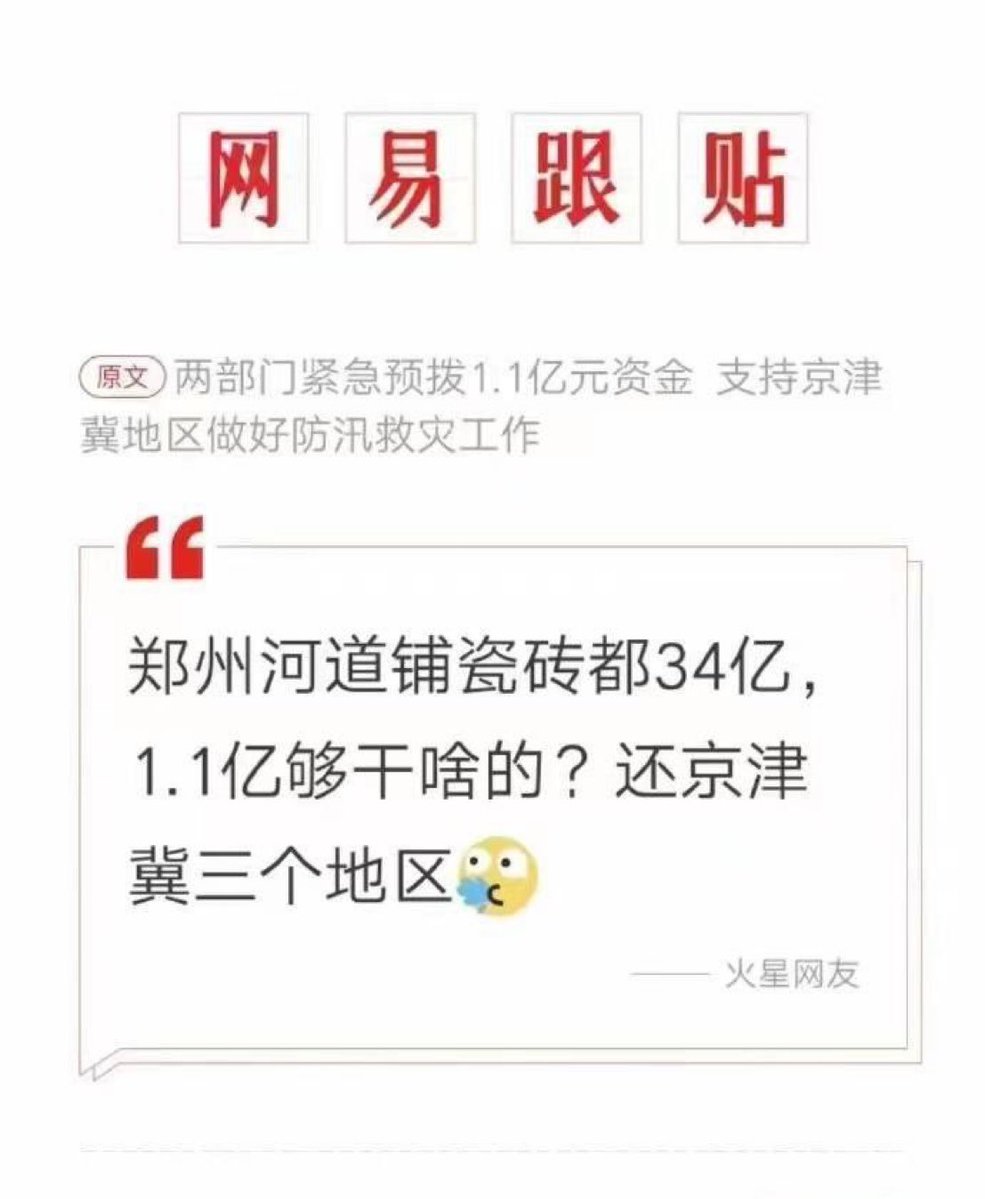 网易跟贴
原文 两部门紧急预拨1.1亿元资金 支持京津
冀地区做好防汛救灾工作
“
郑州河道铺瓷砖都34亿，
1.1亿够干啥的？还京津
冀三个地区
—— 火星网友